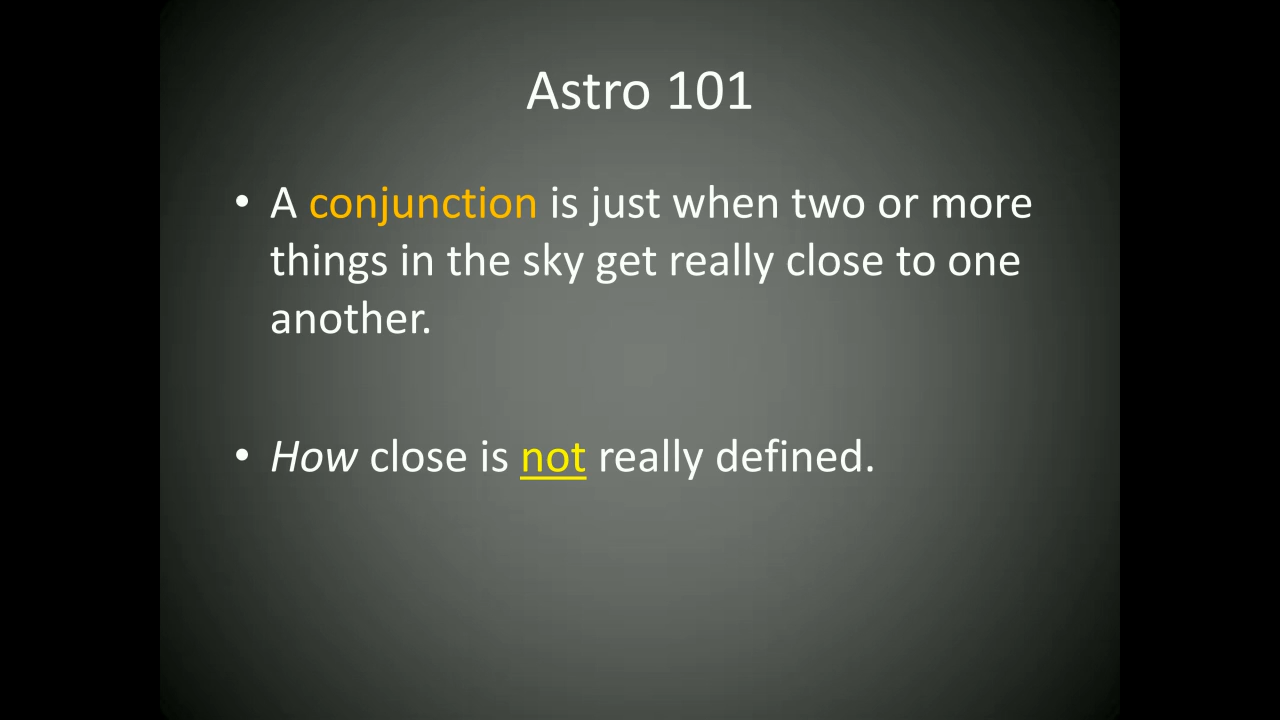 Astro 101
• A conjunction is just when two or more
things in the sky get really close to one
another.
• How close is not really defined.